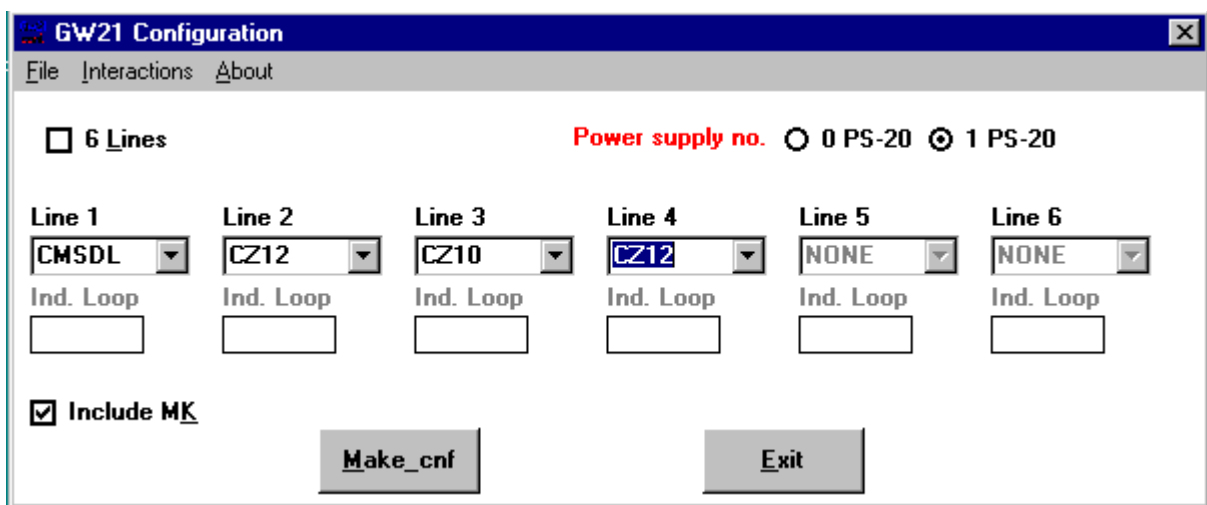 GW21 Configuration
File Interactions About
6 Lines Power supply no. 0 PS-20 1 PS-20
Line 1 Line 2 Line 3 Line 4 Line 5 Line 6
CMSDL CZ12 CZ10 CZ12 NONE NONE
Ind. Loop Ind. Loop Ind. Loop Ind. Loop Ind. Loop Ind. Loop
Include MK
Make_cnf Exit